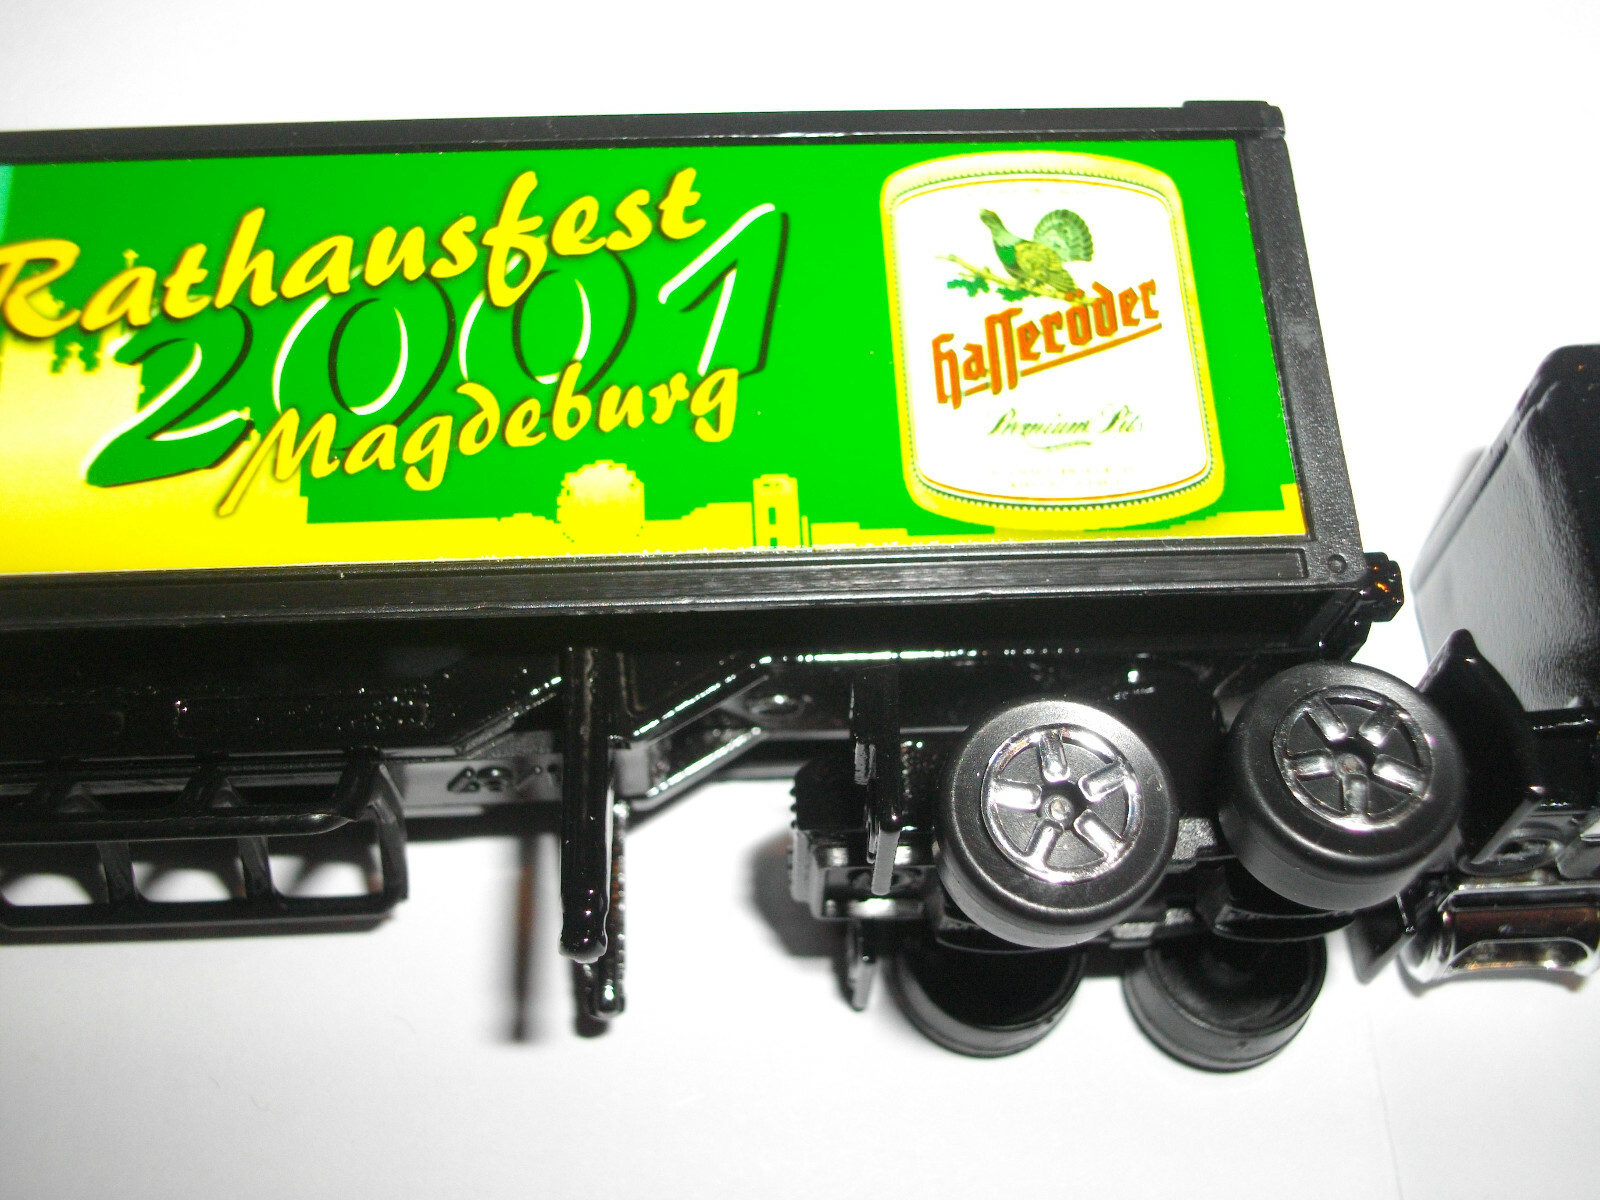 Rathausfest
2001
Magdeburg
Hasseröder
Premium Pils